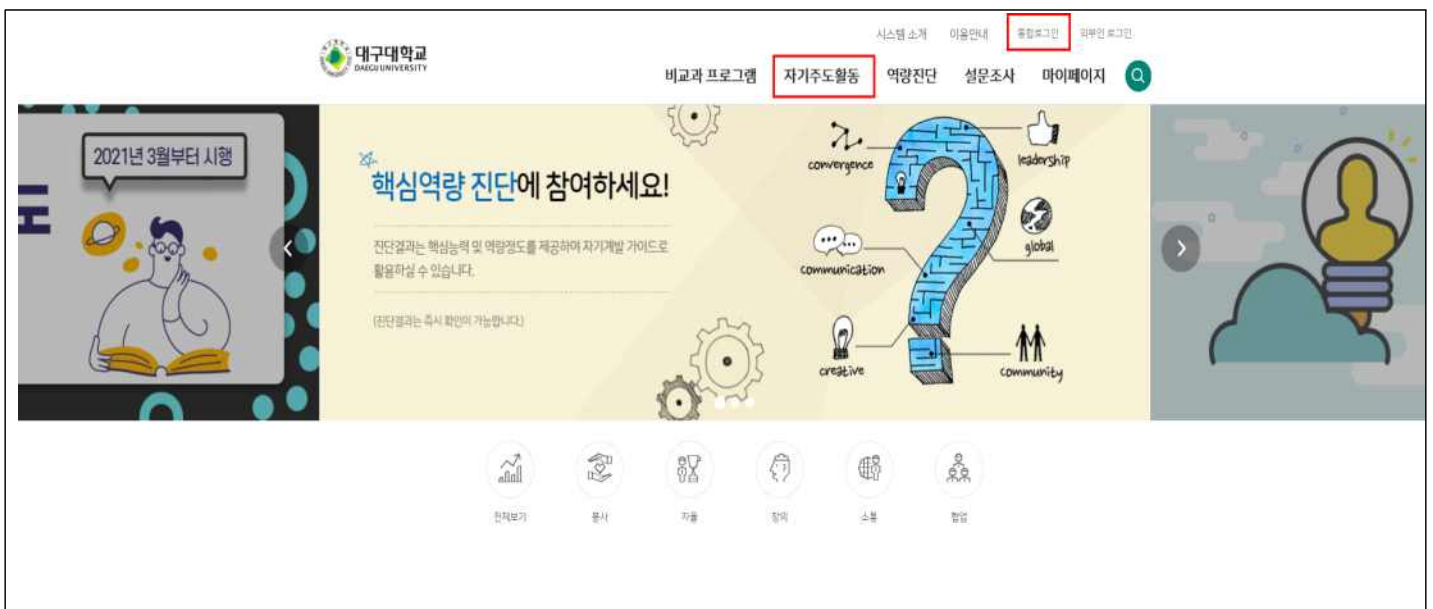 시스템 소개 이용안내 통합로그인 외부인 로그인
대구대학교
DAEGU UNIVERSITY
비교과 프로그램 자기주도활동 역량진단 설문조사 마이페이지
2021년 3월부터 시행
핵심역량 진단에 참여하세요!
진단결과는 핵심능력 및 역량정도를 제공하여 자기계발 가이드로
활용하실 수 있습니다.
(진단결과는 즉시 확인이 가능합니다.)
convergence
leadership
global
communication
creative
community
전체보기 봉사 자율 창의 소통 협업